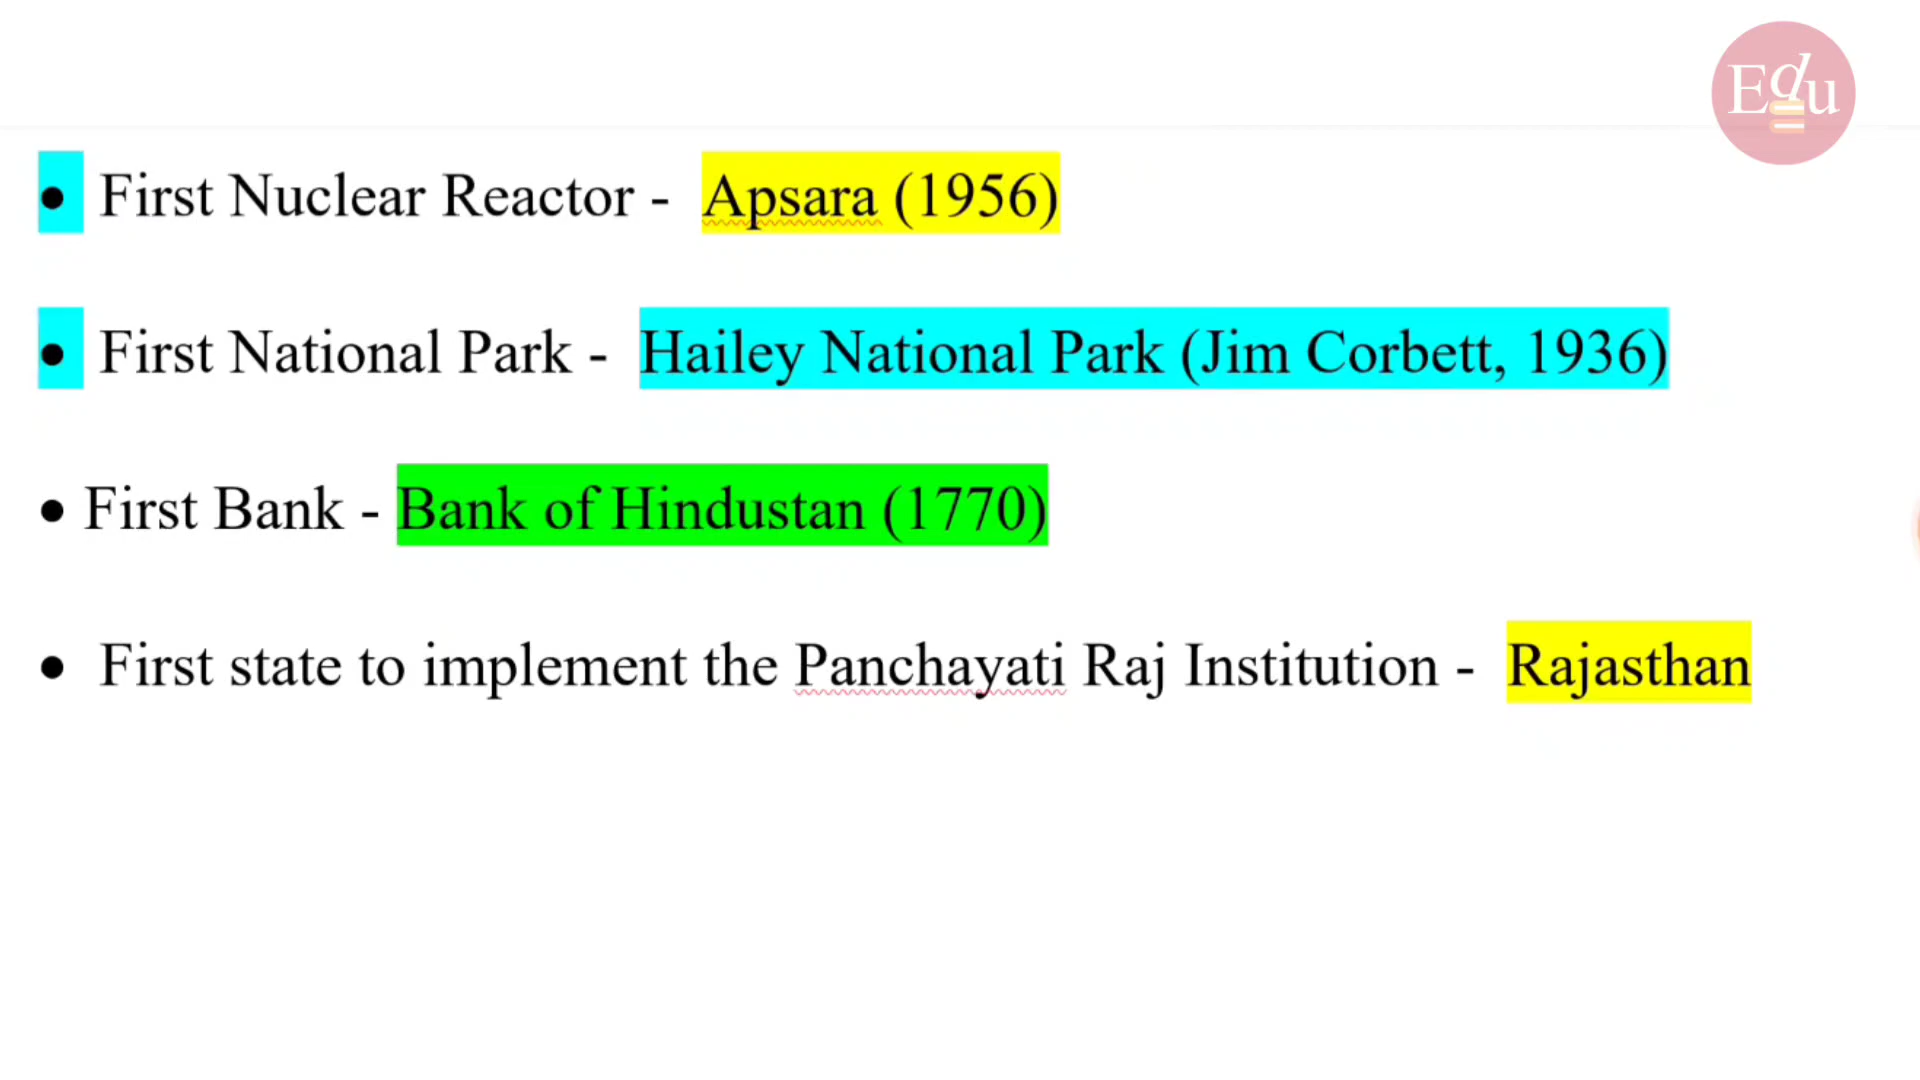 Edu
• First Nuclear Reactor - Apsara (1956)
• First National Park - Hailey National Park (Jim Corbett, 1936)
• First Bank - Bank of Hindustan (1770)
• First state to implement the Panchayati Raj Institution - Rajasthan